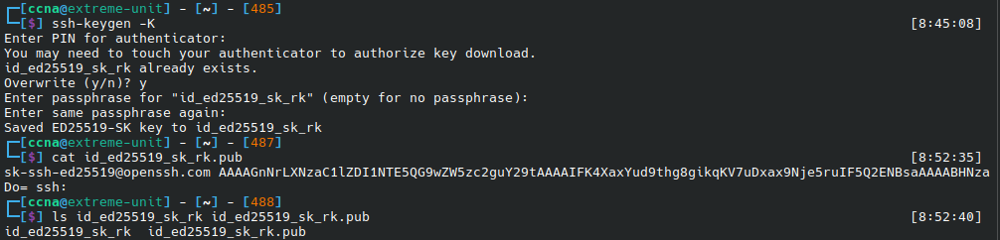 [ccna@extreme-unit] - [~] - [485]
[$] ssh-keygen -K [8:45:08]
Enter PIN for authenticator:
You may need to touch your authenticator to authorize key download.
id_ed25519_sk_rk already exists.
Overwrite (y/n)? y
Enter passphrase for "id_ed25519_sk_rk" (empty for no passphrase):
Enter same passphrase again:
Saved ED25519-SK key to id_ed25519_sk_rk
[ccna@extreme-unit] - [~] - [487]
[$] cat id_ed25519_sk_rk.pub [8:52:35]
sk-ssh-ed25519@openssh.com AAAAGnNrLXNzaC1lZDI1NTE5QG9wZW5zc2guY29tAAAAIFK4XaxYud9thg8gikqKV7uDxax9Nje5ruIF5Q2ENBsaAAAABHNza
Do= ssh:
[ccna@extreme-unit] - [~] - [488]
[$] ls id_ed25519_sk_rk id_ed25519_sk_rk.pub [8:52:40]
id_ed25519_sk_rk  id_ed25519_sk_rk.pub